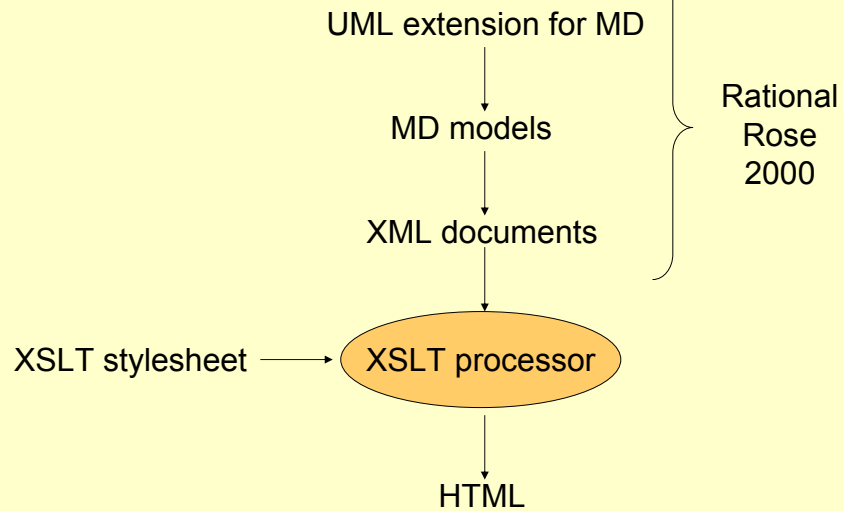 UML extension for MD
MD models
XML documents
Rational
Rose
2000
XSLT stylesheet
XSLT processor
HTML